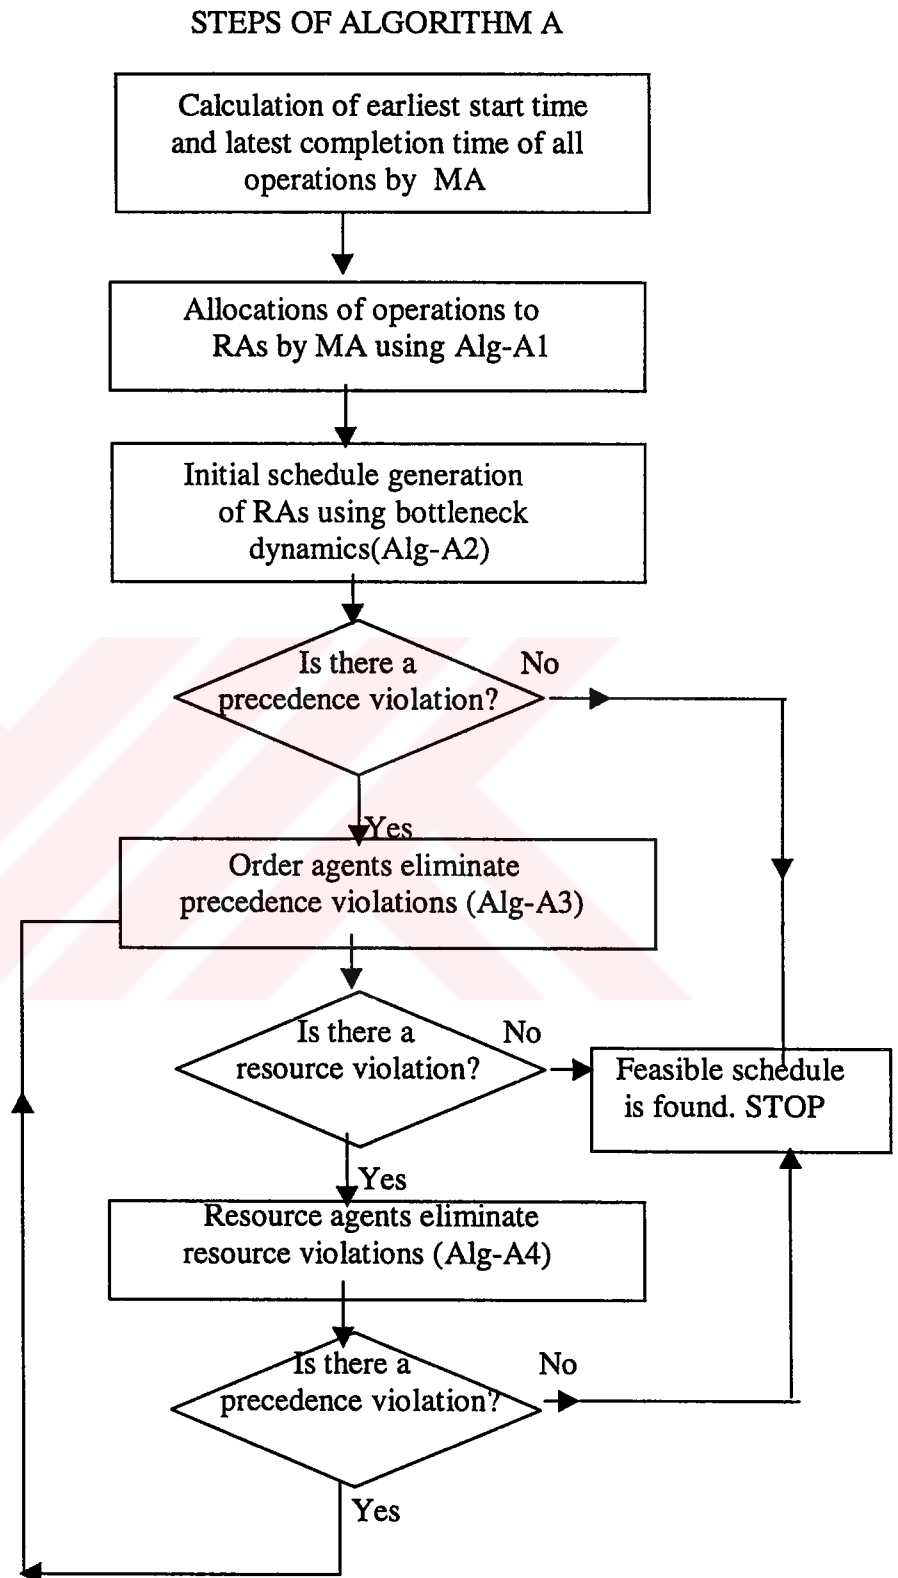 STEPS OF ALGORITHM A
Calculation of earliest start time
and latest completion time of all
operations by MA
Allocations of operations to
RAs by MA using Alg-A1
Initial schedule generation
of RAs using bottleneck
dynamics(Alg-A2)
Is there a
precedence violation?
No
Yes
Order agents eliminate
precedence violations (Alg-A3)
Is there a
resource violation?
No
Feasible schedule
is found. STOP
Yes
Resource agents eliminate
resource violations (Alg-A4)
Is there a
precedence violation?
No
Yes